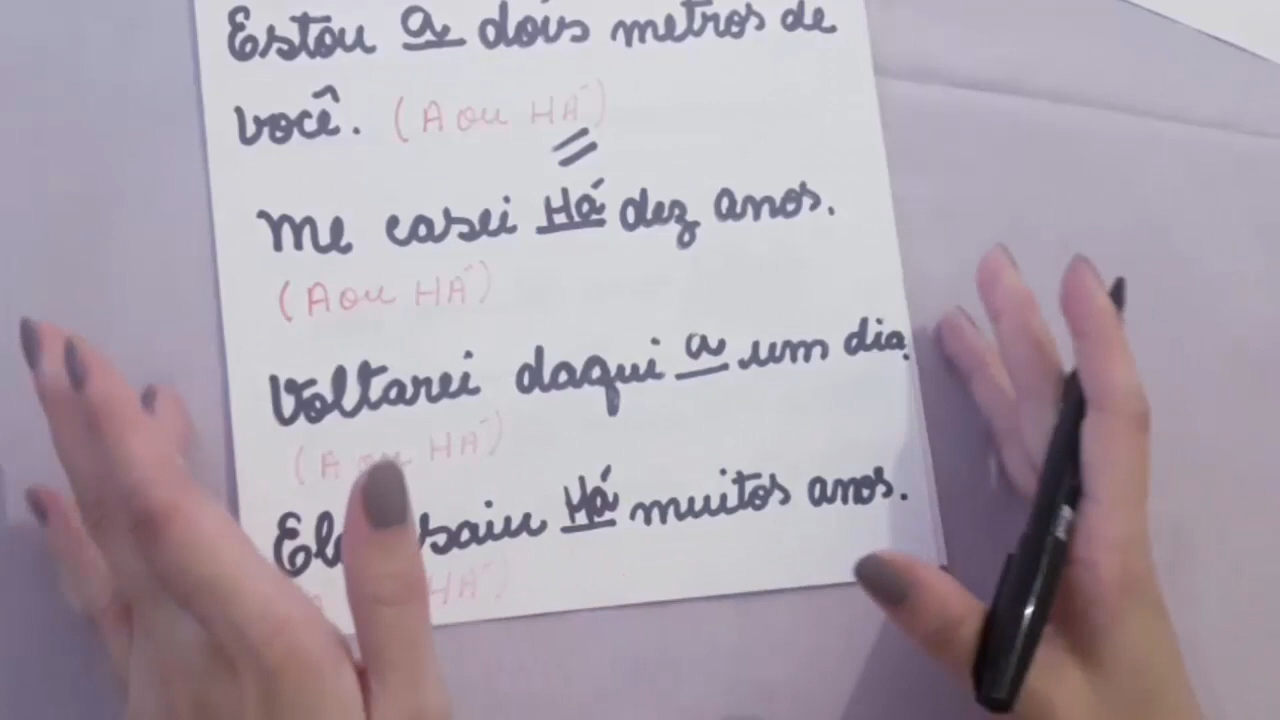 Estou a dois metros de
você. (A ou HÁ)
Me casei Há dez anos.
(A ou HÁ)
Voltarei daqui a um dia.
(A ou HÁ)
saiu Há muitos anos.
HÁ)